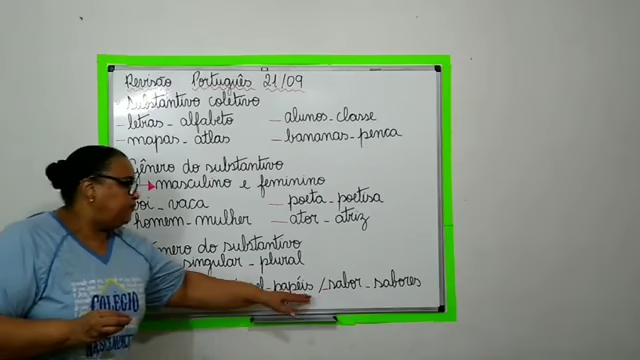 Revisão Português 21/09
Substantivo coletivo
- letras - alfabeto - alunos - classe
- mapas - atlas - bananas - penca
Gênero do substantivo
masculino e feminino
boi - vaca - poeta - poetisa
homem - mulher - ator - atriz
do substantivo
singular - plural
papéis / sabor - sabores
COLÉGIO